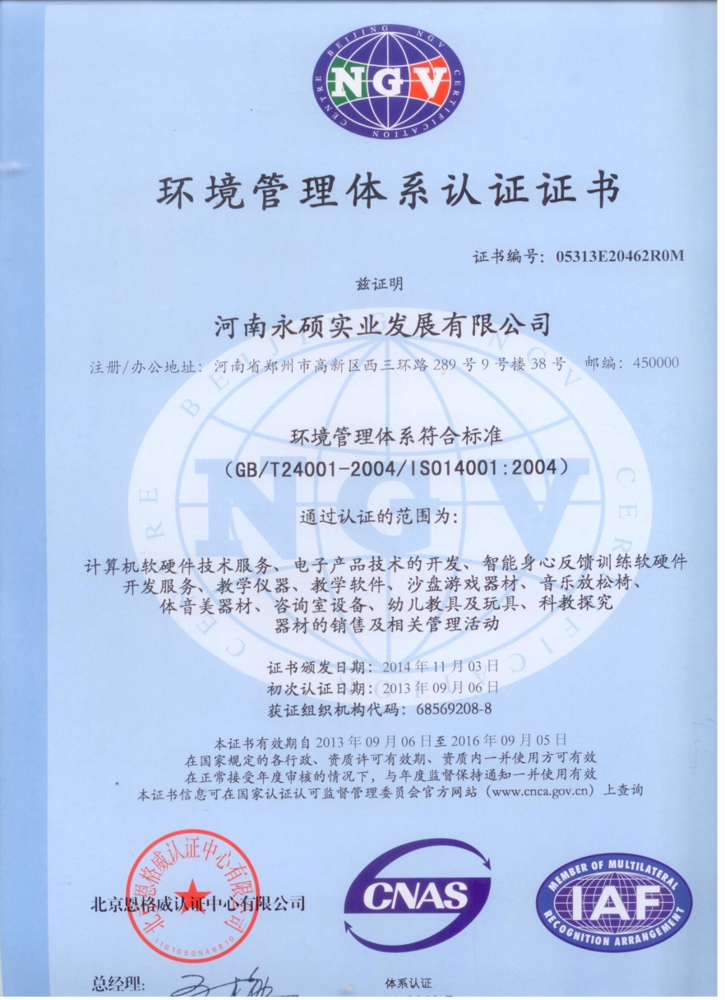 BEIJING NGV CERTIFICATION CENTRE
NGV
环境管理体系认证证书
证书编号：05313E20462R0M
兹证明
河南永硕实业发展有限公司
注册/办公地址：河南省郑州市高新区西三环路 289 号 9 号楼 38 号 邮编：450000
环境管理体系符合标准
（GB/T24001-2004/ISO14001:2004）
通过认证的范围为：
计算机软硬件技术服务、电子产品技术的开发、智能身心反馈训练软硬件
开发服务、教学仪器、教学软件、沙盘游戏器材、音乐放松椅、
体音美器材、咨询室设备、幼儿教具及玩具、科教探究
器材的销售及相关管理活动
证书颁发日期：2014 年 11 月 03 日
初次认证日期：2013 年 09 月 06 日
获证组织机构代码：68569208-8
本证书有效期自 2013 年 09 月 06 日至 2016 年 09 月 05 日
在国家规定的各行政、资质许可有效期、资质内一并使用方可有效
在正常接受年度审核的情况下，与年度监督保持通知一并使用有效
本证书信息可在国家认证认可监督管理委员会官方网站（www.cnca.gov.cn）上查询
北京恩格威认证中心有限公司
1101050546810
北京恩格威认证中心有限公司
CNAS
MEMBER OF MULTILATERAL
IAF
RECOGNITION ARRANGEMENT
总经理：
体系认证